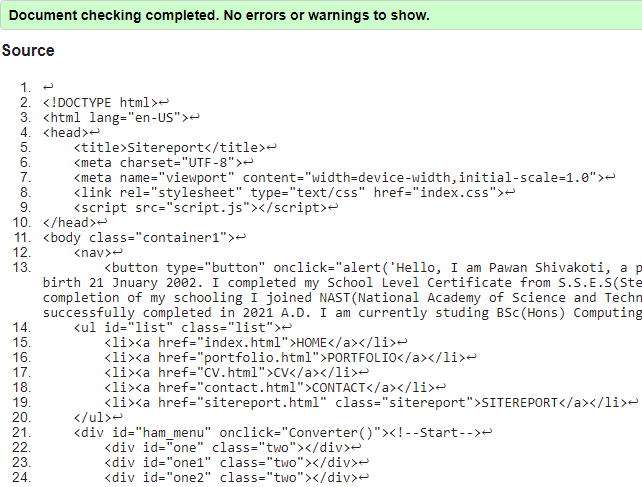 Document checking completed. No errors or warnings to show.
Source
1. ↩
2. <!DOCTYPE html>↩
3. <html lang="en-US">↩
4. <head>↩
5. <title>Sitereport</title>↩
6. <meta charset="UTF-8">↩
7. <meta name="viewport" content="width=device-width,initial-scale=1.0">↩
8. <link rel="stylesheet" type="text/css" href="index.css">↩
9. <script src="script.js"></script>↩
10. </head>↩
11. <body class="container1">↩
12. <nav>↩
13. <button type="button" onclick="alert('Hello, I am Pawan Shivakoti, a p
birth 21 Jnuary 2002. I completed my School Level Certificate from S.S.E.S(Ste
completion of my schooling I joined NAST(National Academy of Science and Techn
successfully completed in 2021 A.D. I am currently studing BSc(Hons) Computing
14. <ul id="list" class="list">↩
15. <li><a href="index.html">HOME</a></li>↩
16. <li><a href="portfolio.html">PORTFOLIO</a></li>↩
17. <li><a href="CV.html">CV</a></li>↩
18. <li><a href="contact.html">CONTACT</a></li>↩
19. <li><a href="sitereport.html" class="sitereport">SITEREPORT</a></li>↩
20. </ul>↩
21. <div id="ham_menu" onclick="Converter()"><!--Start-->↩
22. <div id="one" class="two"></div>↩
23. <div id="one1" class="two"></div>↩
24. <div id="one2" class="two"></div>↩